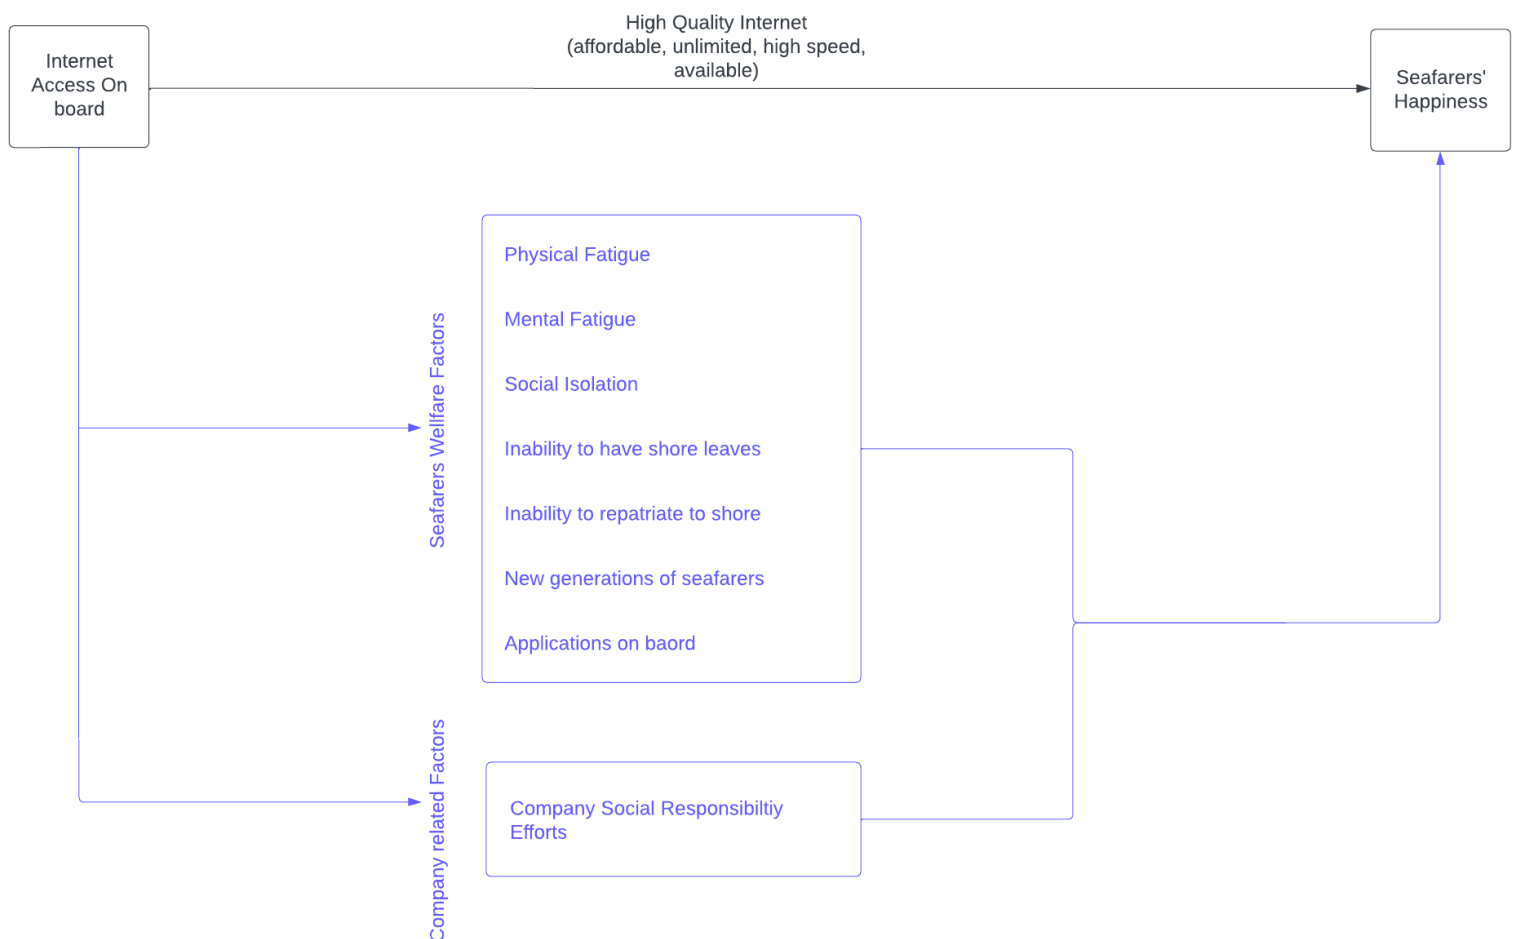 High Quality Internet
(affordable, unlimited, high speed,
available)
Internet
Access On
board
Seafarers'
Happiness
Seafarers Wellfare Factors
Physical Fatigue
Mental Fatigue
Social Isolation
Inability to have shore leaves
Inability to repatriate to shore
New generations of seafarers
Applications on baord
Company related Factors
Company Social Responsibiltiy
Efforts